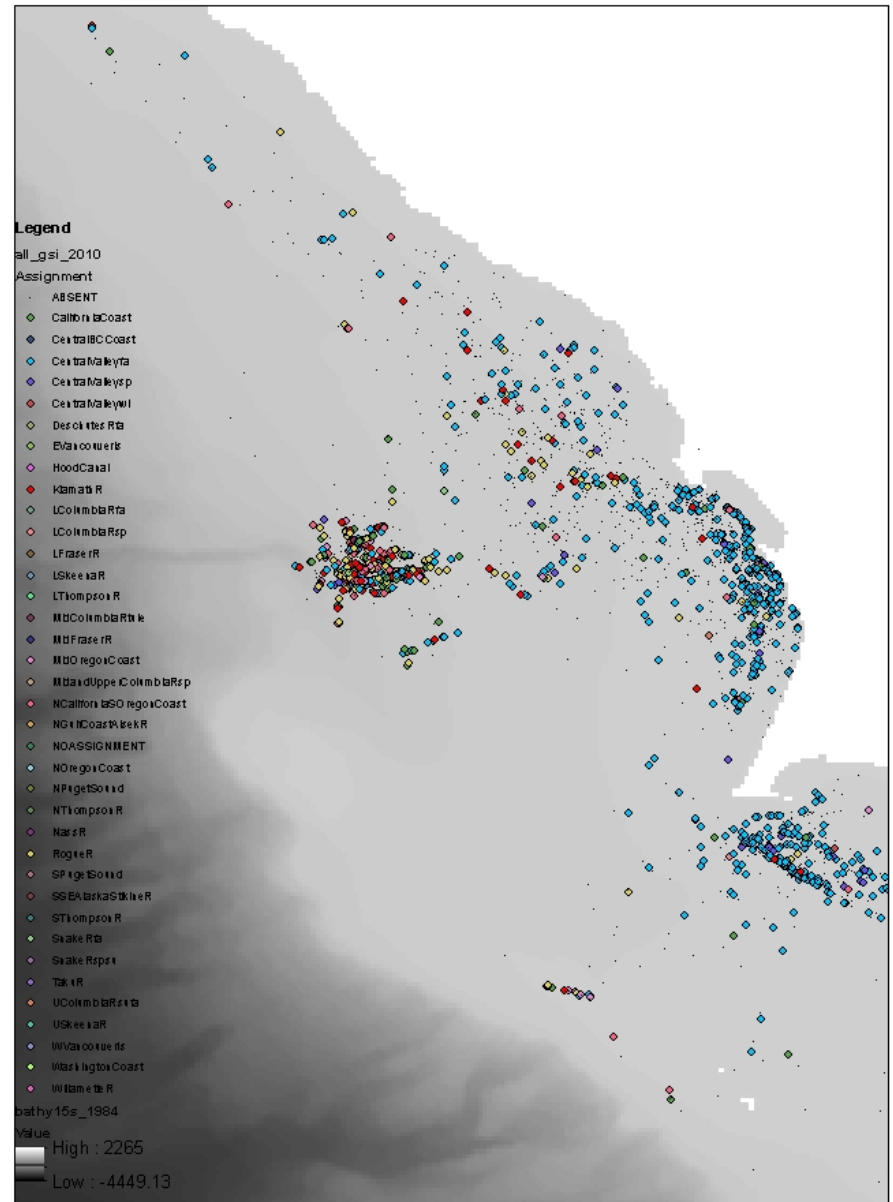 Legend
all_gsi_2010
Assignment
ABSENT
CaliforniaCoast
CentralBCCoast
CentralValleyfa
CentralValleysp
CentralValleywi
DeschutesRfa
EVancouverIs
HoodCanal
KlamathR
LColumbiaRfa
LColumbiaRsp
LFraserR
LSkeenaR
LThompsonR
MidColumbiaRtule
MidFraserR
MidOregonCoast
MidandUpperColumbiaRsp
NCaliforniaSOregonCoast
NGulfCoastAlsekR
NOASSIGNMENT
NOregonCoast
NPugetSound
NThompsonR
NassR
RogueR
SPugetSound
SSEAlaskaStikineR
SThompsonR
SnakeRfa
SnakeRspsu
TakuR
UColumbiaRsufa
USkeenaR
WVancouverIs
WashingtonCoast
WillametteR
bathy15s_1984
Value
High : 2265
Low : -4449.13